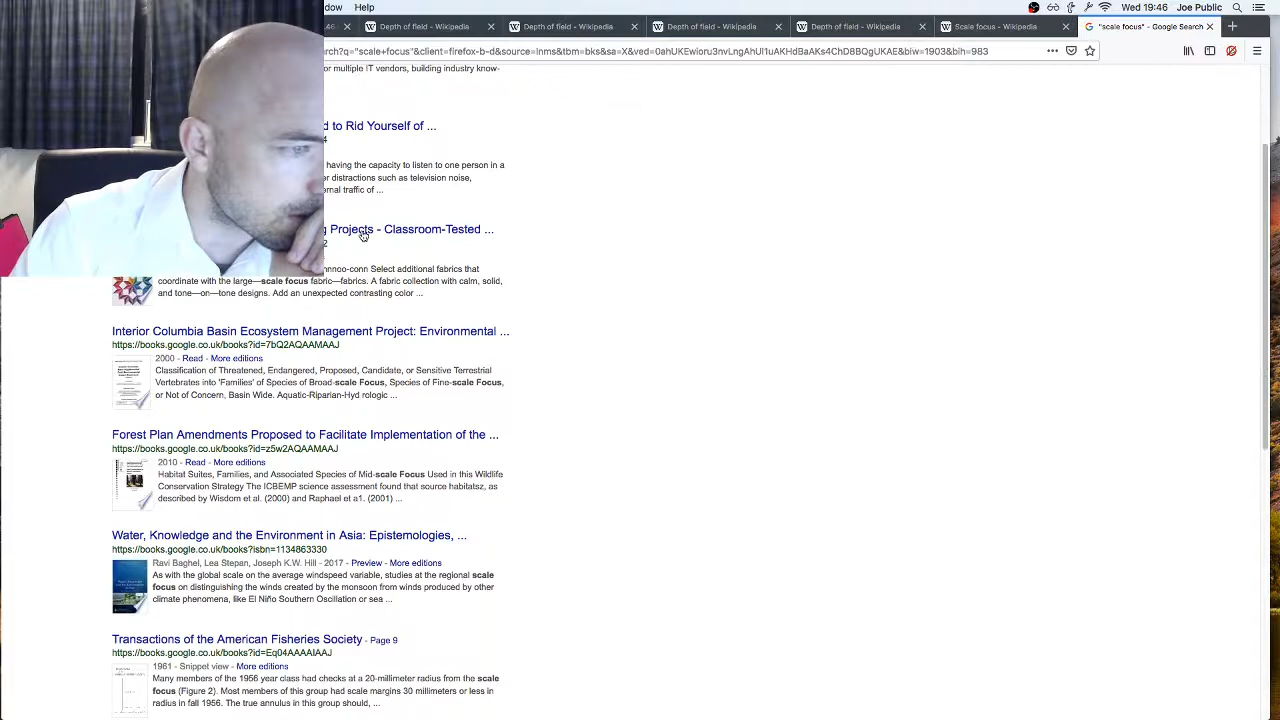 dow Help Wed 19:46 Joe Public
Depth of field - Wikipedia Depth of field - Wikipedia Depth of field - Wikipedia Depth of field - Wikipedia Scale focus - Wikipedia "scale focus" - Google Search
arch?q="scale+focus"&client=firefox-b-d&source=lnms&tbm=bks&sa=X&ved=0ahUKEwioru3nvLngAhUI1uAKHdBaAKs4ChD8BQgUKAE&biw=1903&bih=983
for multiple IT vendors, building industry know-
d to Rid Yourself of ...
4
having the capacity to listen to one person in a
er distractions such as television noise,
ernal traffic of ...
g Projects - Classroom-Tested ...
2
nnnoo-conn Select additional fabrics that
coordinate with the large—scale focus fabric—fabrics. A fabric collection with calm, solid,
and tone—on—tone designs. Add an unexpected contrasting color ...
Interior Columbia Basin Ecosystem Management Project: Environmental ...
https://books.google.co.uk/books?id=7bQ2AQAAMAAJ
2000 - Read - More editions
Classification of Threatened, Endangered, Proposed, Candidate, or Sensitive Terrestrial
Vertebrates into 'Families' of Species of Broad-scale Focus, Species of Fine-scale Focus,
or Not of Concern, Basin Wide. Aquatic-Riparian-Hyd rologic ...
Forest Plan Amendments Proposed to Facilitate Implementation of the ...
https://books.google.co.uk/books?id=z5w2AQAAMAAJ
2010 - Read - More editions
Habitat Suites, Families, and Associated Species of Mid-scale Focus Used in this Wildlife
Conservation Strategy The ICBEMP science assessment found that source habitatsz, as
described by Wisdom et al. (2000) and Raphael et a1. (2001) ...
Water, Knowledge and the Environment in Asia: Epistemologies, ...
https://books.google.co.uk/books?isbn=1134863330
Ravi Baghel, Lea Stepan, Joseph K.W. Hill - 2017 - Preview - More editions
As with the global scale on the average windspeed variable, studies at the regional scale
focus on distinguishing the winds created by the monsoon from winds produced by other
climate phenomena, like El Niño Southern Oscillation or sea ...
Transactions of the American Fisheries Society - Page 9
https://books.google.co.uk/books?id=Eq04AAAAIAAJ
1961 - Snippet view - More editions
Many members of the 1956 year class had checks at a 20-millimeter radius from the scale
focus (Figure 2). Most members of this group had scale margins 30 millimeters or less in
radius in fall 1956. The true annulus in this group should, ...